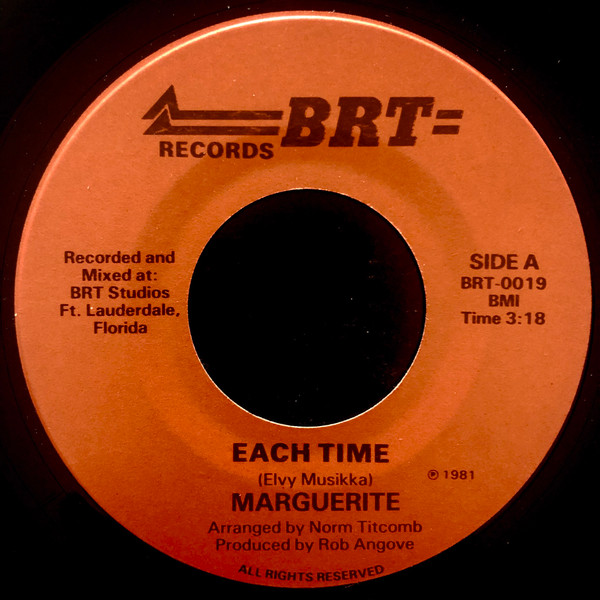 BRT
RECORDS
Recorded and
Mixed at:
BRT Studios
Ft. Lauderdale,
Florida
SIDE A
BRT-0019
BMI
Time 3:18
EACH TIME
(Elvy Musikka)
℗ 1981
MARGUERITE
Arranged by Norm Titcomb
Produced by Rob Angove
ALL RIGHTS RESERVED